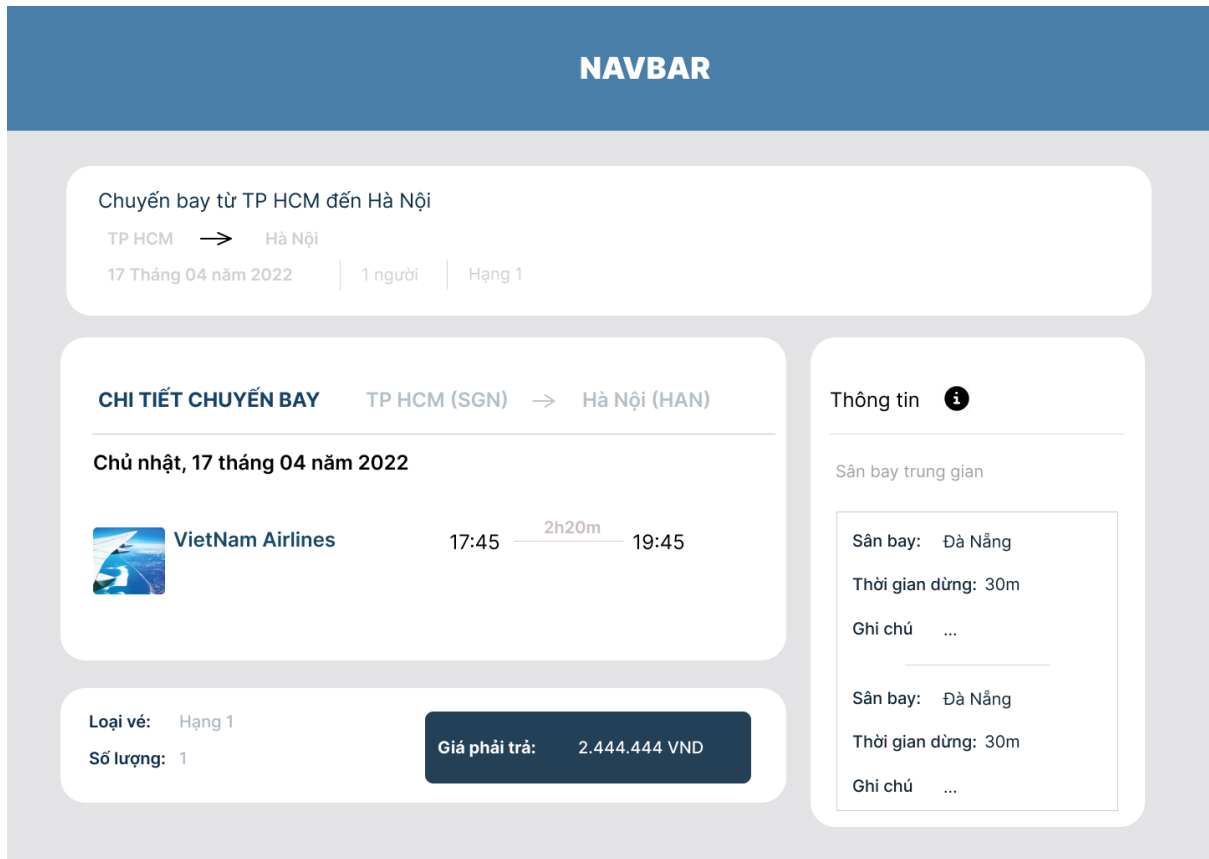 NAVBAR
Chuyến bay từ TP HCM đến Hà Nội
TP HCM → Hà Nội
17 Tháng 04 năm 2022 1 người Hạng 1
CHI TIẾT CHUYẾN BAY TP HCM (SGN) → Hà Nội (HAN)
Chủ nhật, 17 tháng 04 năm 2022
VietNam Airlines 17:45 2h20m 19:45
Loại vé: Hạng 1
Số lượng: 1
Giá phải trả: 2.444.444 VND
Thông tin
Sân bay trung gian
Sân bay: Đà Nẵng
Thời gian dừng: 30m
Ghi chú ...
Sân bay: Đà Nẵng
Thời gian dừng: 30m
Ghi chú ...